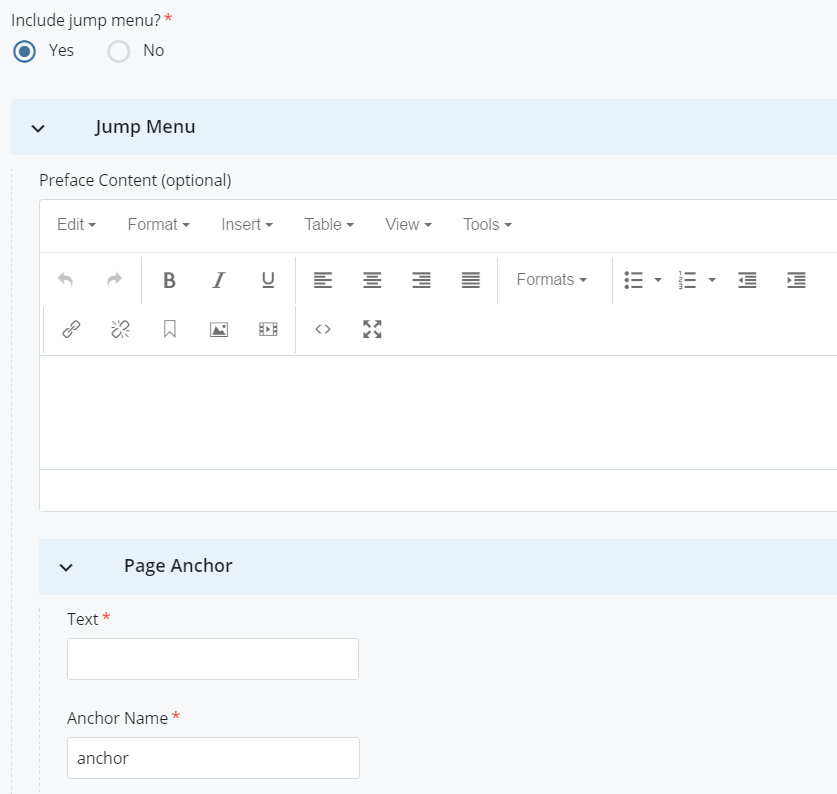 Include jump menu? *
Yes No
Jump Menu
Preface Content (optional)
Edit Format Insert Table View Tools
B I U Formats
Page Anchor
Text *
Anchor Name *
anchor